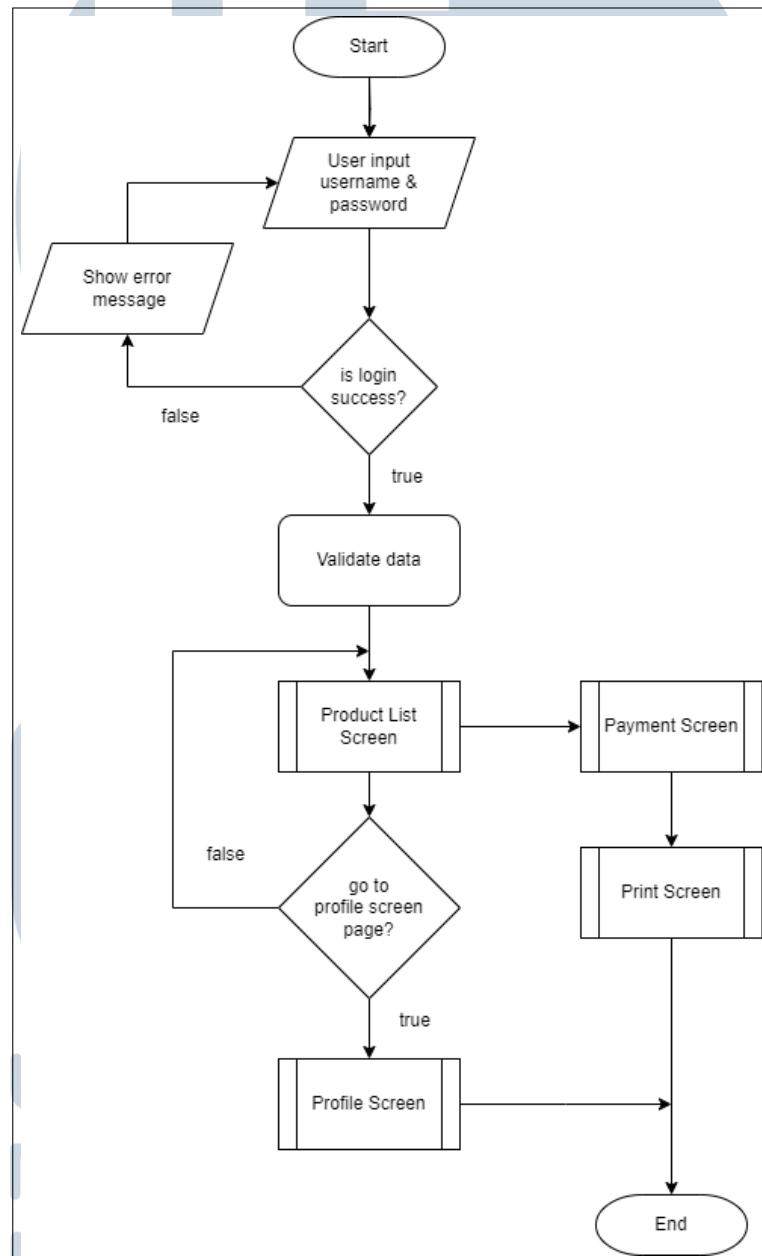 Start
User input
username &
password
Show error
message
is login
success?
false
true
Validate data
Product List
Screen
Payment Screen
false
go to
profile screen
page?
Print Screen
true
Profile Screen
End